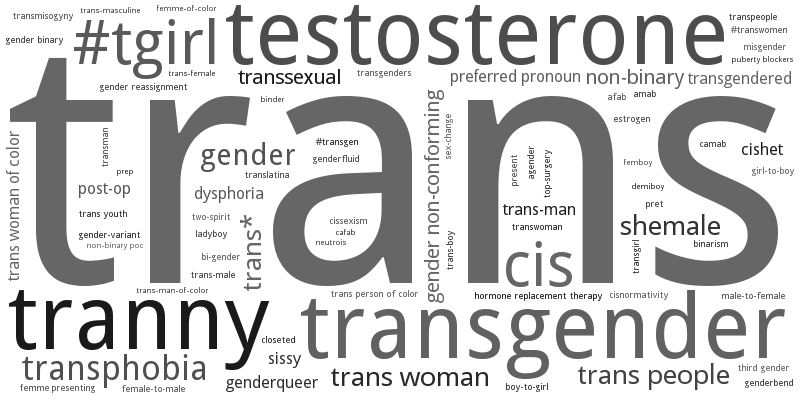 transmisogyny
trans-masculine
femme-of-color
#tgirl
testosterone
transpeople
#transwomen
gender binary
misgender
puberty blockers
trans-female
transsexual
transgenders
preferred pronoun
non-binary
transgendered
gender reassignment
trans
binder
gender non-conforming
sex-change
afab
amab
estrogen
trans woman of color
transman
prep
post-op
gender
#transgen
genderfluid
translatina
dysphoria
present
agender
top-surgery
camab
cishet
femboy
girl-to-boy
demiboy
pret
trans youth
two-spirit
trans-man
gender-variant
non-binary poc
ladyboy
trans*
cissexism
cafab
neutrois
trans-boy
transwoman
shemale
transgirl
binarism
bi-gender
trans-male
cis
trans-man-of-color
trans person of color
hormone replacement therapy
cisnormativity
male-to-female
tranny
transgender
closeted
sissy
transphobia
genderqueer
trans woman
boy-to-girl
trans people
third gender
genderbend
femme presenting
female-to-male